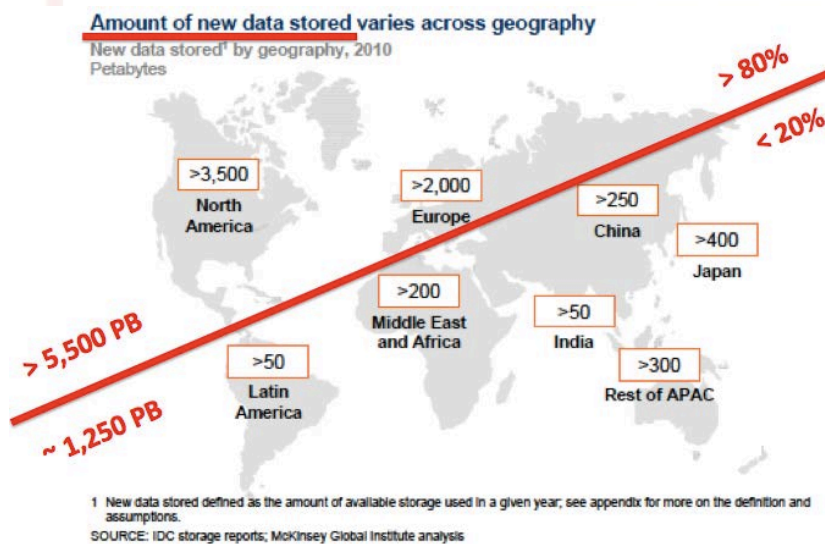 Amount of new data stored varies across geography
New data stored¹ by geography, 2010
Petabytes
> 80%
< 20%
>3,500
North
America
>2,000
Europe
>250
China
>400
Japan
>200
Middle East
and Africa
>50
India
>300
Rest of APAC
>50
Latin
America
> 5,500 PB
~ 1,250 PB
1 New data stored defined as the amount of available storage used in a given year; see appendix for more on the definition and
assumptions.
SOURCE: IDC storage reports; McKinsey Global Institute analysis